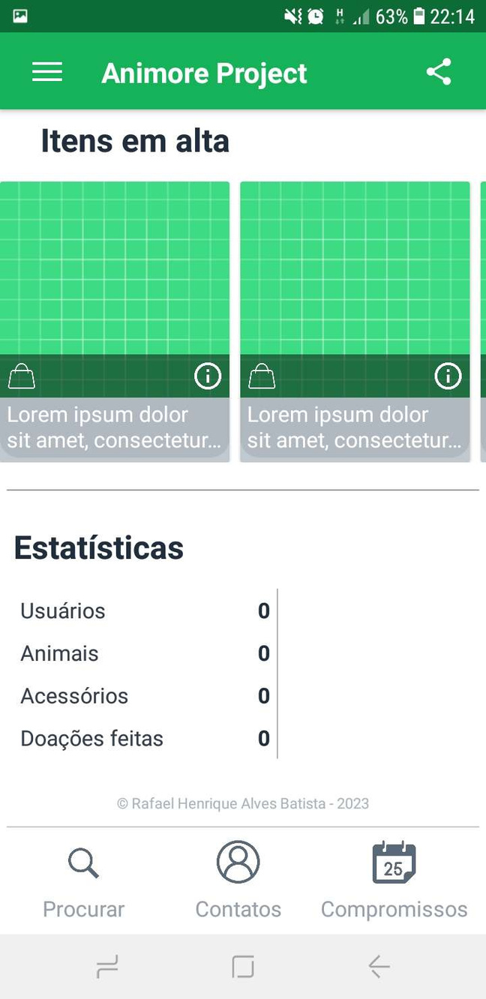 H 63% 22:14
Animore Project
Itens em alta
Lorem ipsum dolor
sit amet, consectetur...
Lorem ipsum dolor
sit amet, consectetur...
Estatísticas
Usuários 0
Animais 0
Acessórios 0
Doações feitas 0
© Rafael Henrique Alves Batista - 2023
25
Procurar Contatos Compromissos